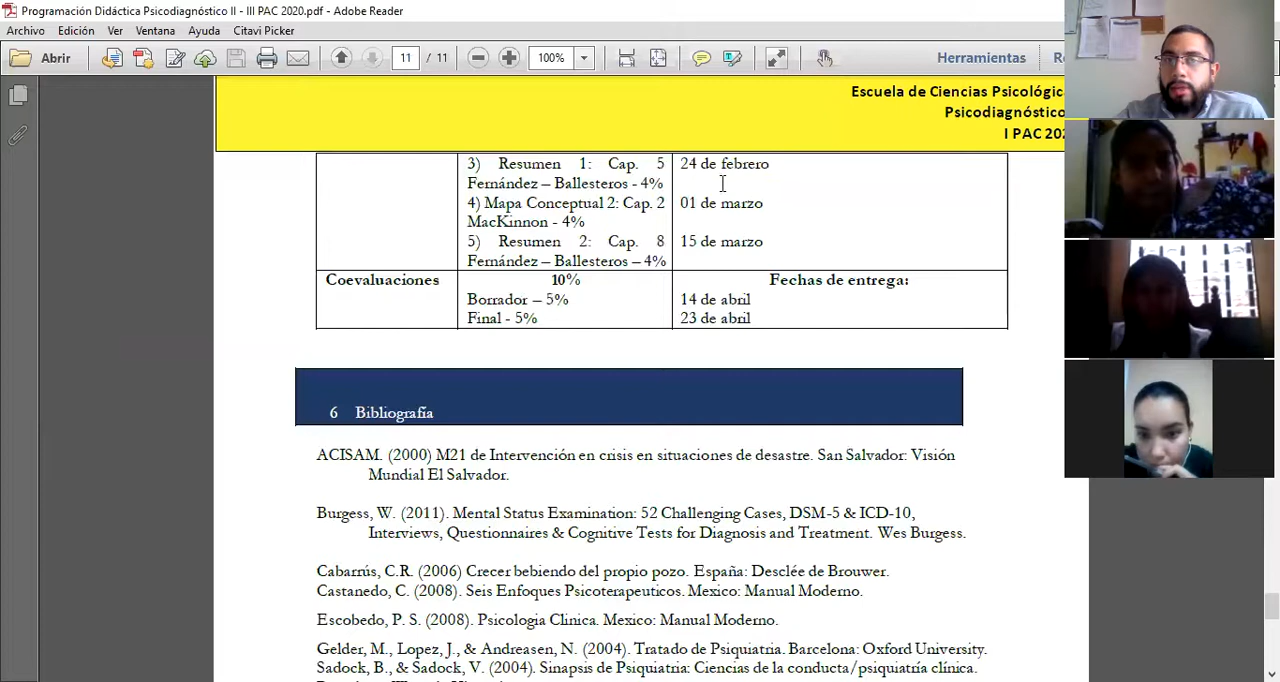 Programación Didáctica Psicodiagnóstico II - III PAC 2020.pdf - Adobe Reader
Archivo Edición Ver Ventana Ayuda Citavi Picker
Abrir 11 / 11 100% Herramientas
Escuela de Ciencias Psicológic
Psicodiagnóstico
I PAC 202
3) Resumen 1: Cap. 5 24 de febrero
Fernández – Ballesteros - 4%
4) Mapa Conceptual 2: Cap. 2 01 de marzo
MacKinnon - 4%
5) Resumen 2: Cap. 8 15 de marzo
Fernández – Ballesteros – 4%
Coevaluaciones 10% Fechas de entrega:
Borrador – 5% 14 de abril
Final - 5% 23 de abril
6 Bibliografía
ACISAM. (2000) M21 de Intervención en crisis en situaciones de desastre. San Salvador: Visión
Mundial El Salvador.
Burgess, W. (2011). Mental Status Examination: 52 Challenging Cases, DSM-5 & ICD-10,
Interviews, Questionnaires & Cognitive Tests for Diagnosis and Treatment. Wes Burgess.
Cabarrús, C.R. (2006) Crecer bebiendo del propio pozo. España: Desclée de Brouwer.
Castanedo, C. (2008). Seis Enfoques Psicoterapeuticos. Mexico: Manual Moderno.
Escobedo, P. S. (2008). Psicologia Clinica. Mexico: Manual Moderno.
Gelder, M., Lopez, J., & Andreasen, N. (2004). Tratado de Psiquiatria. Barcelona: Oxford University.
Sadock, B., & Sadock, V. (2004). Sinapsis de Psiquiatria: Ciencias de la conducta/psiquiatría clínica.